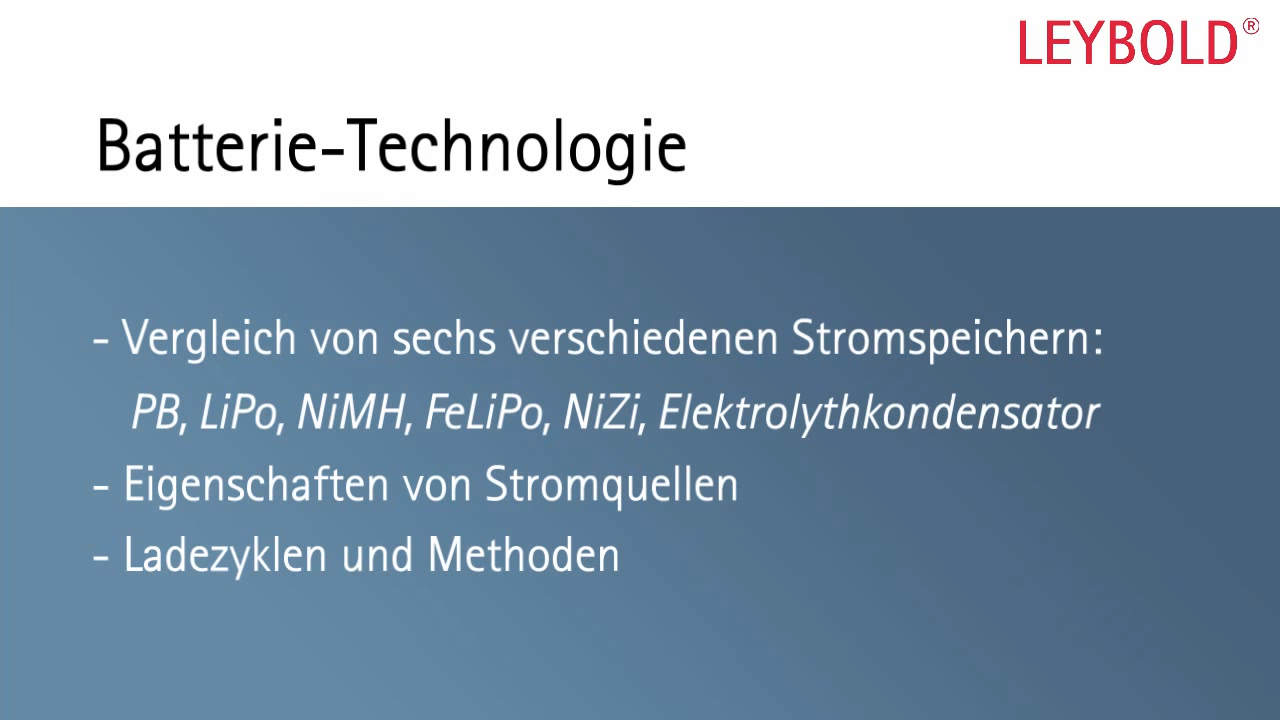 LEYBOLD®
Batterie-Technologie
- Vergleich von sechs verschiedenen Stromspeichern:
PB, LiPo, NiMH, FeLiPo, NiZi, Elektrolythkondensator
- Eigenschaften von Stromquellen
- Ladezyklen und Methoden